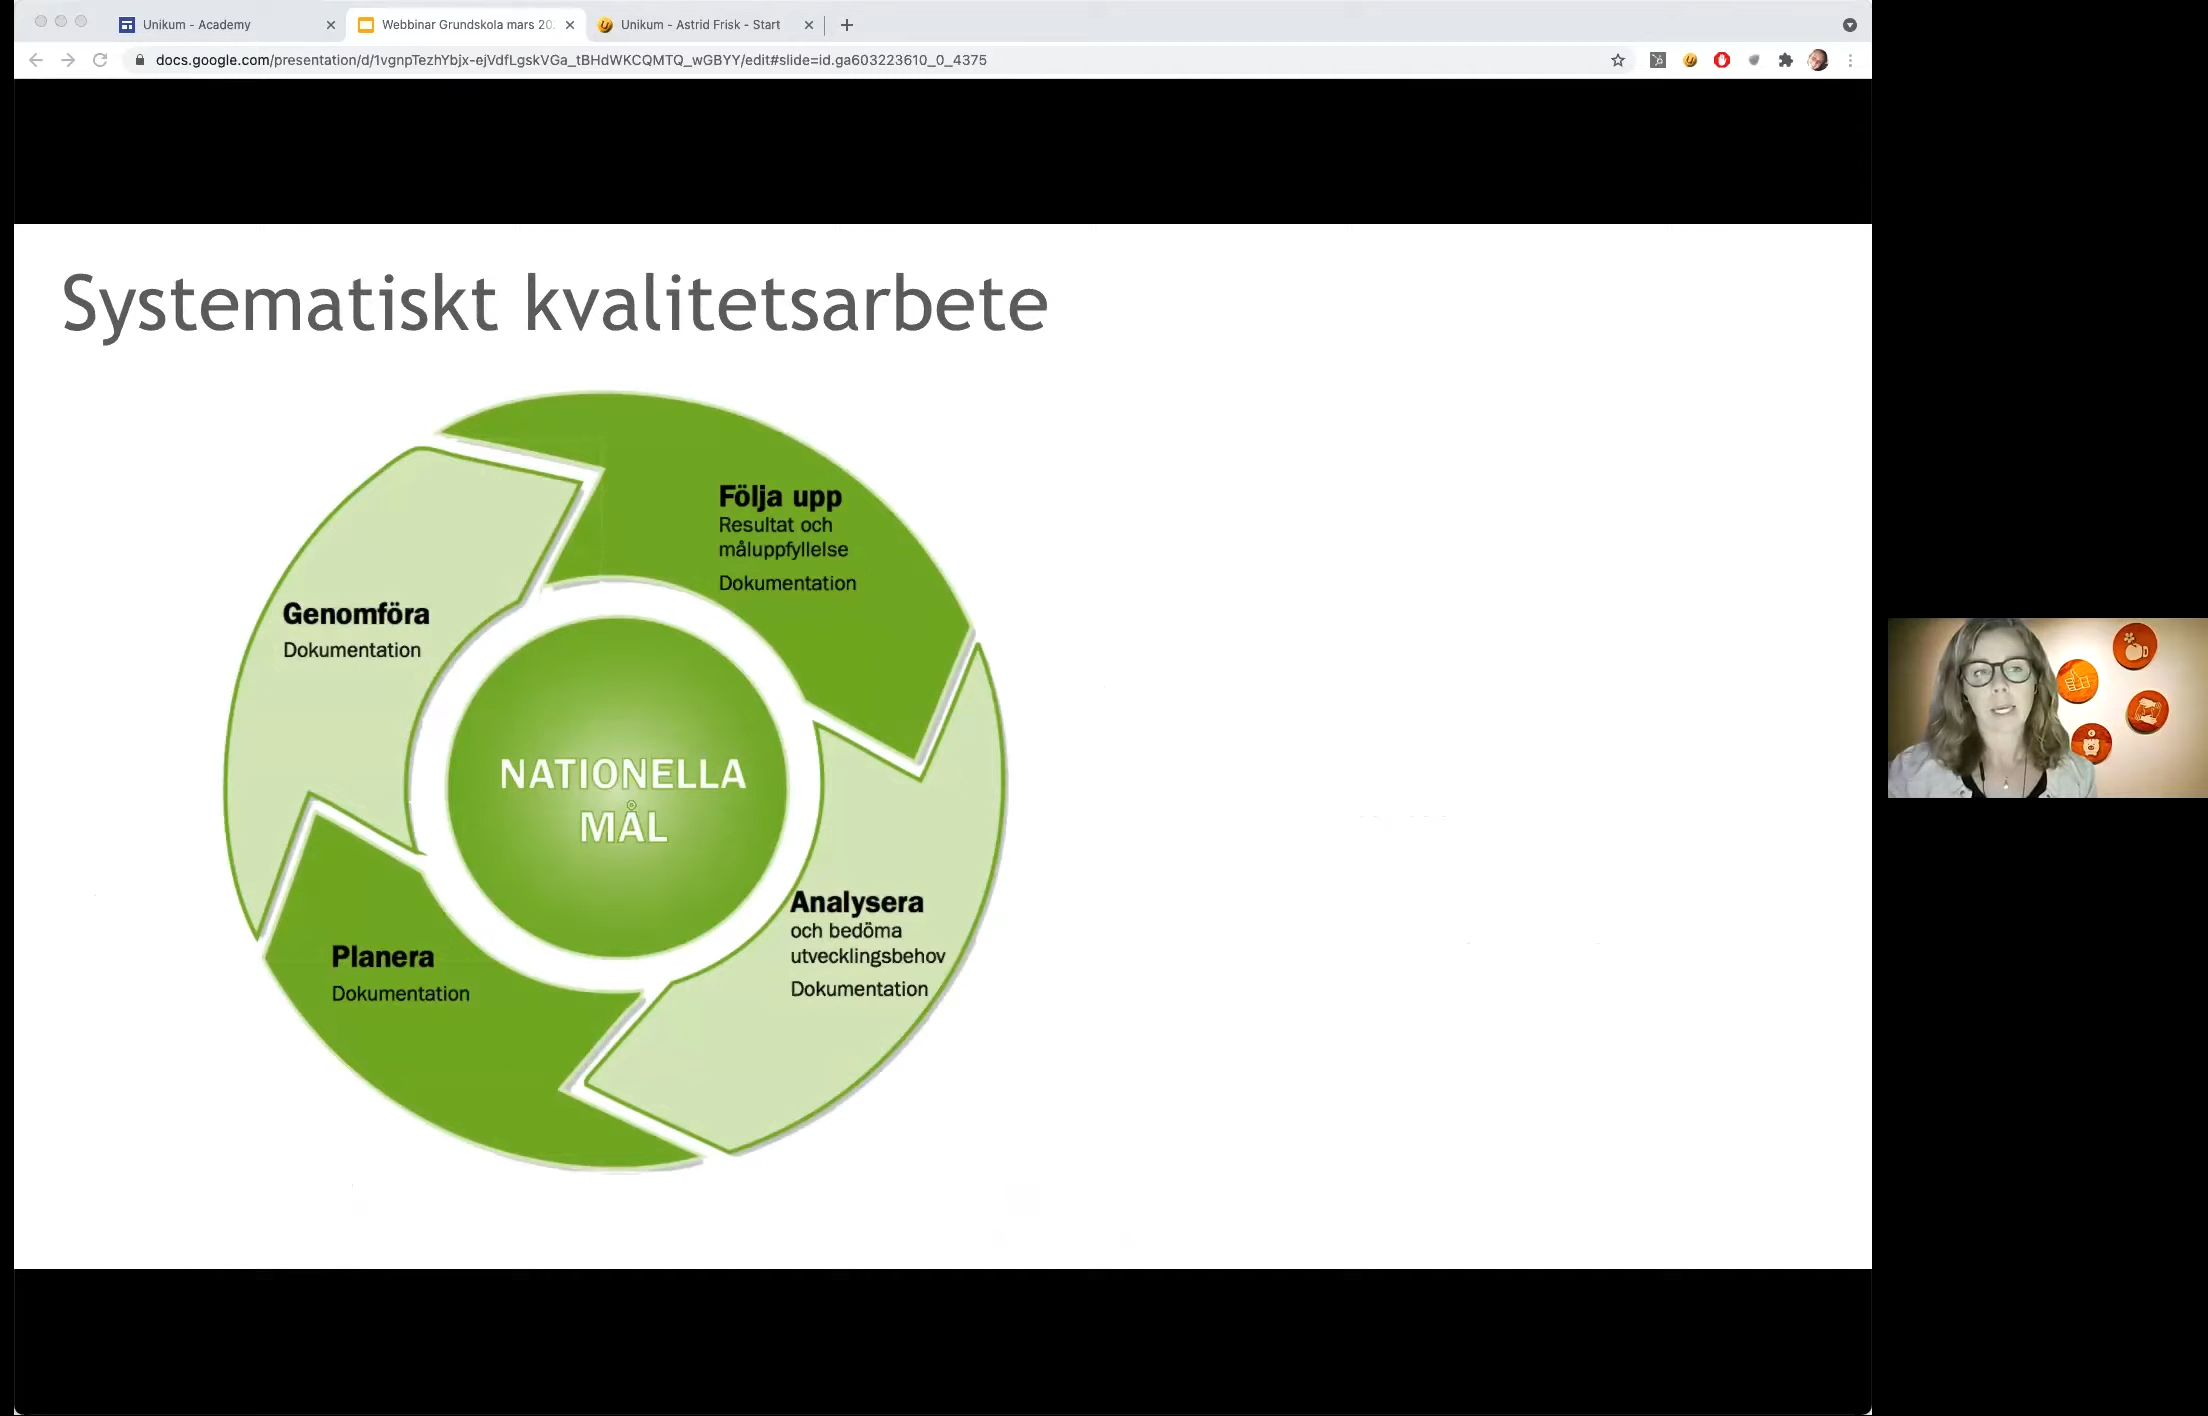 Unikum - Academy
Webbinar Grundskola mars 20
Unikum - Astrid Frisk - Start
docs.google.com/presentation/d/1vgnpTezhYbjx-ejVdfLgskVGa_tBHdWKCQMTQ_wGBYY/edit#slide=id.ga603223610_0_4375
Systematiskt kvalitetsarbete
Följa upp
Resultat och
måluppfyllelse
Dokumentation
Genomföra
Dokumentation
NATIONELLA
MÅL
Analysera
och bedöma
utvecklingsbehov
Dokumentation
Planera
Dokumentation